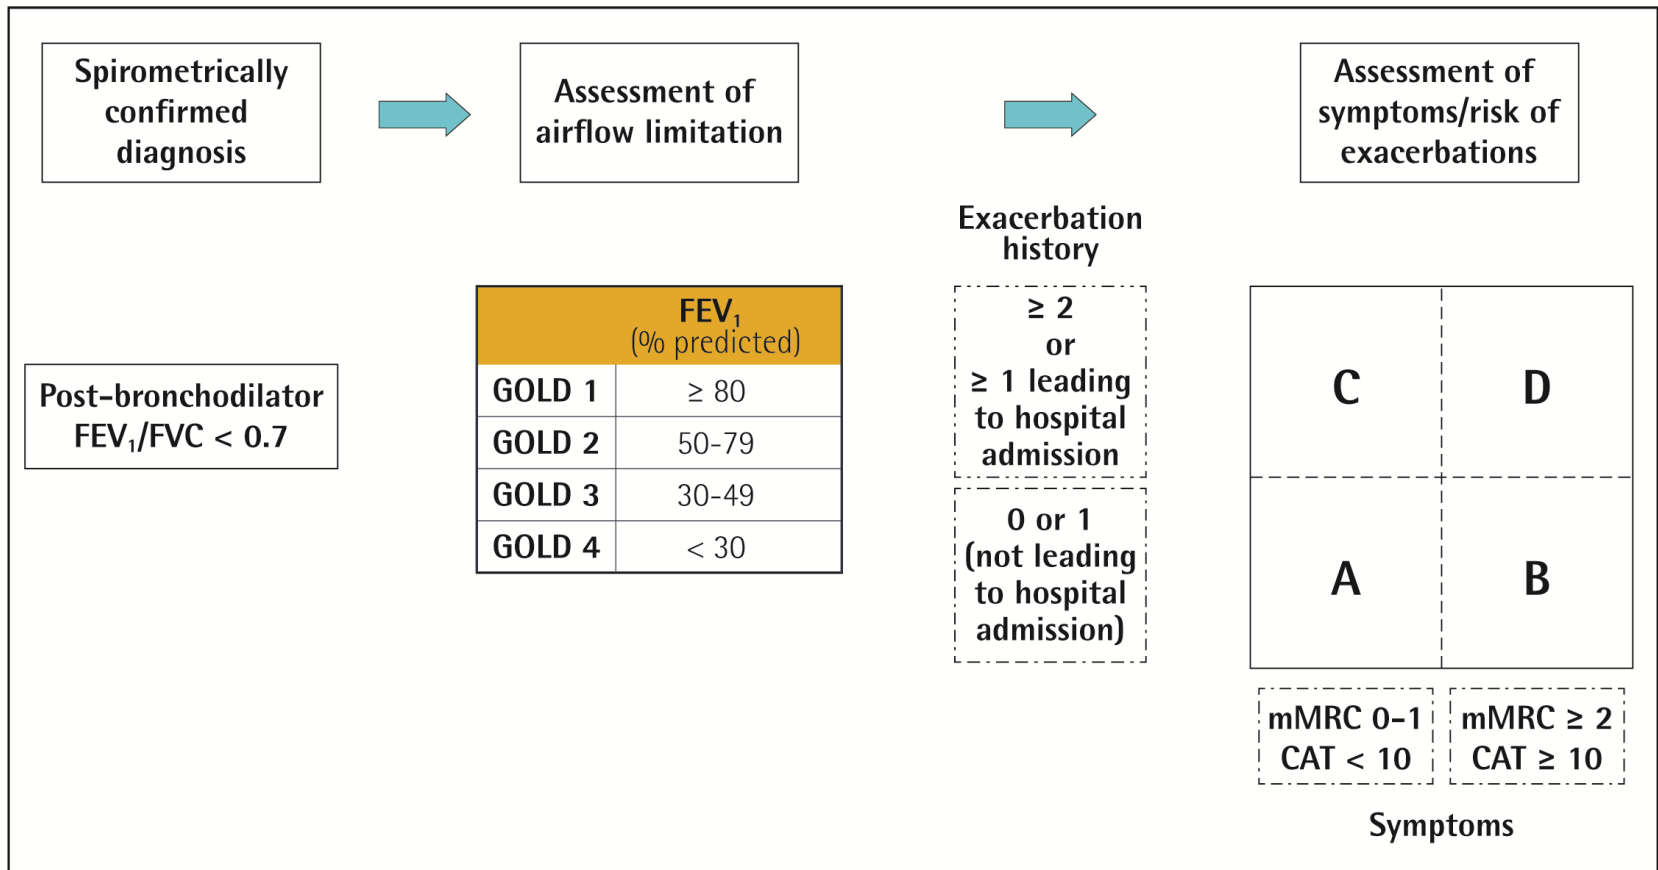 Spirometrically
confirmed
diagnosis
Assessment of
airflow limitation
Assessment of
symptoms/risk of
exacerbations
Post-bronchodilator
FEV₁/FVC < 0.7
FEV₁
(% predicted)
GOLD 1 ≥ 80
GOLD 2 50-79
GOLD 3 30-49
GOLD 4 < 30
Exacerbation
history
≥ 2
or
≥ 1 leading
to hospital
admission
0 or 1
(not leading
to hospital
admission)
C D
A B
mMRC 0-1
CAT < 10
mMRC ≥ 2
CAT ≥ 10
Symptoms